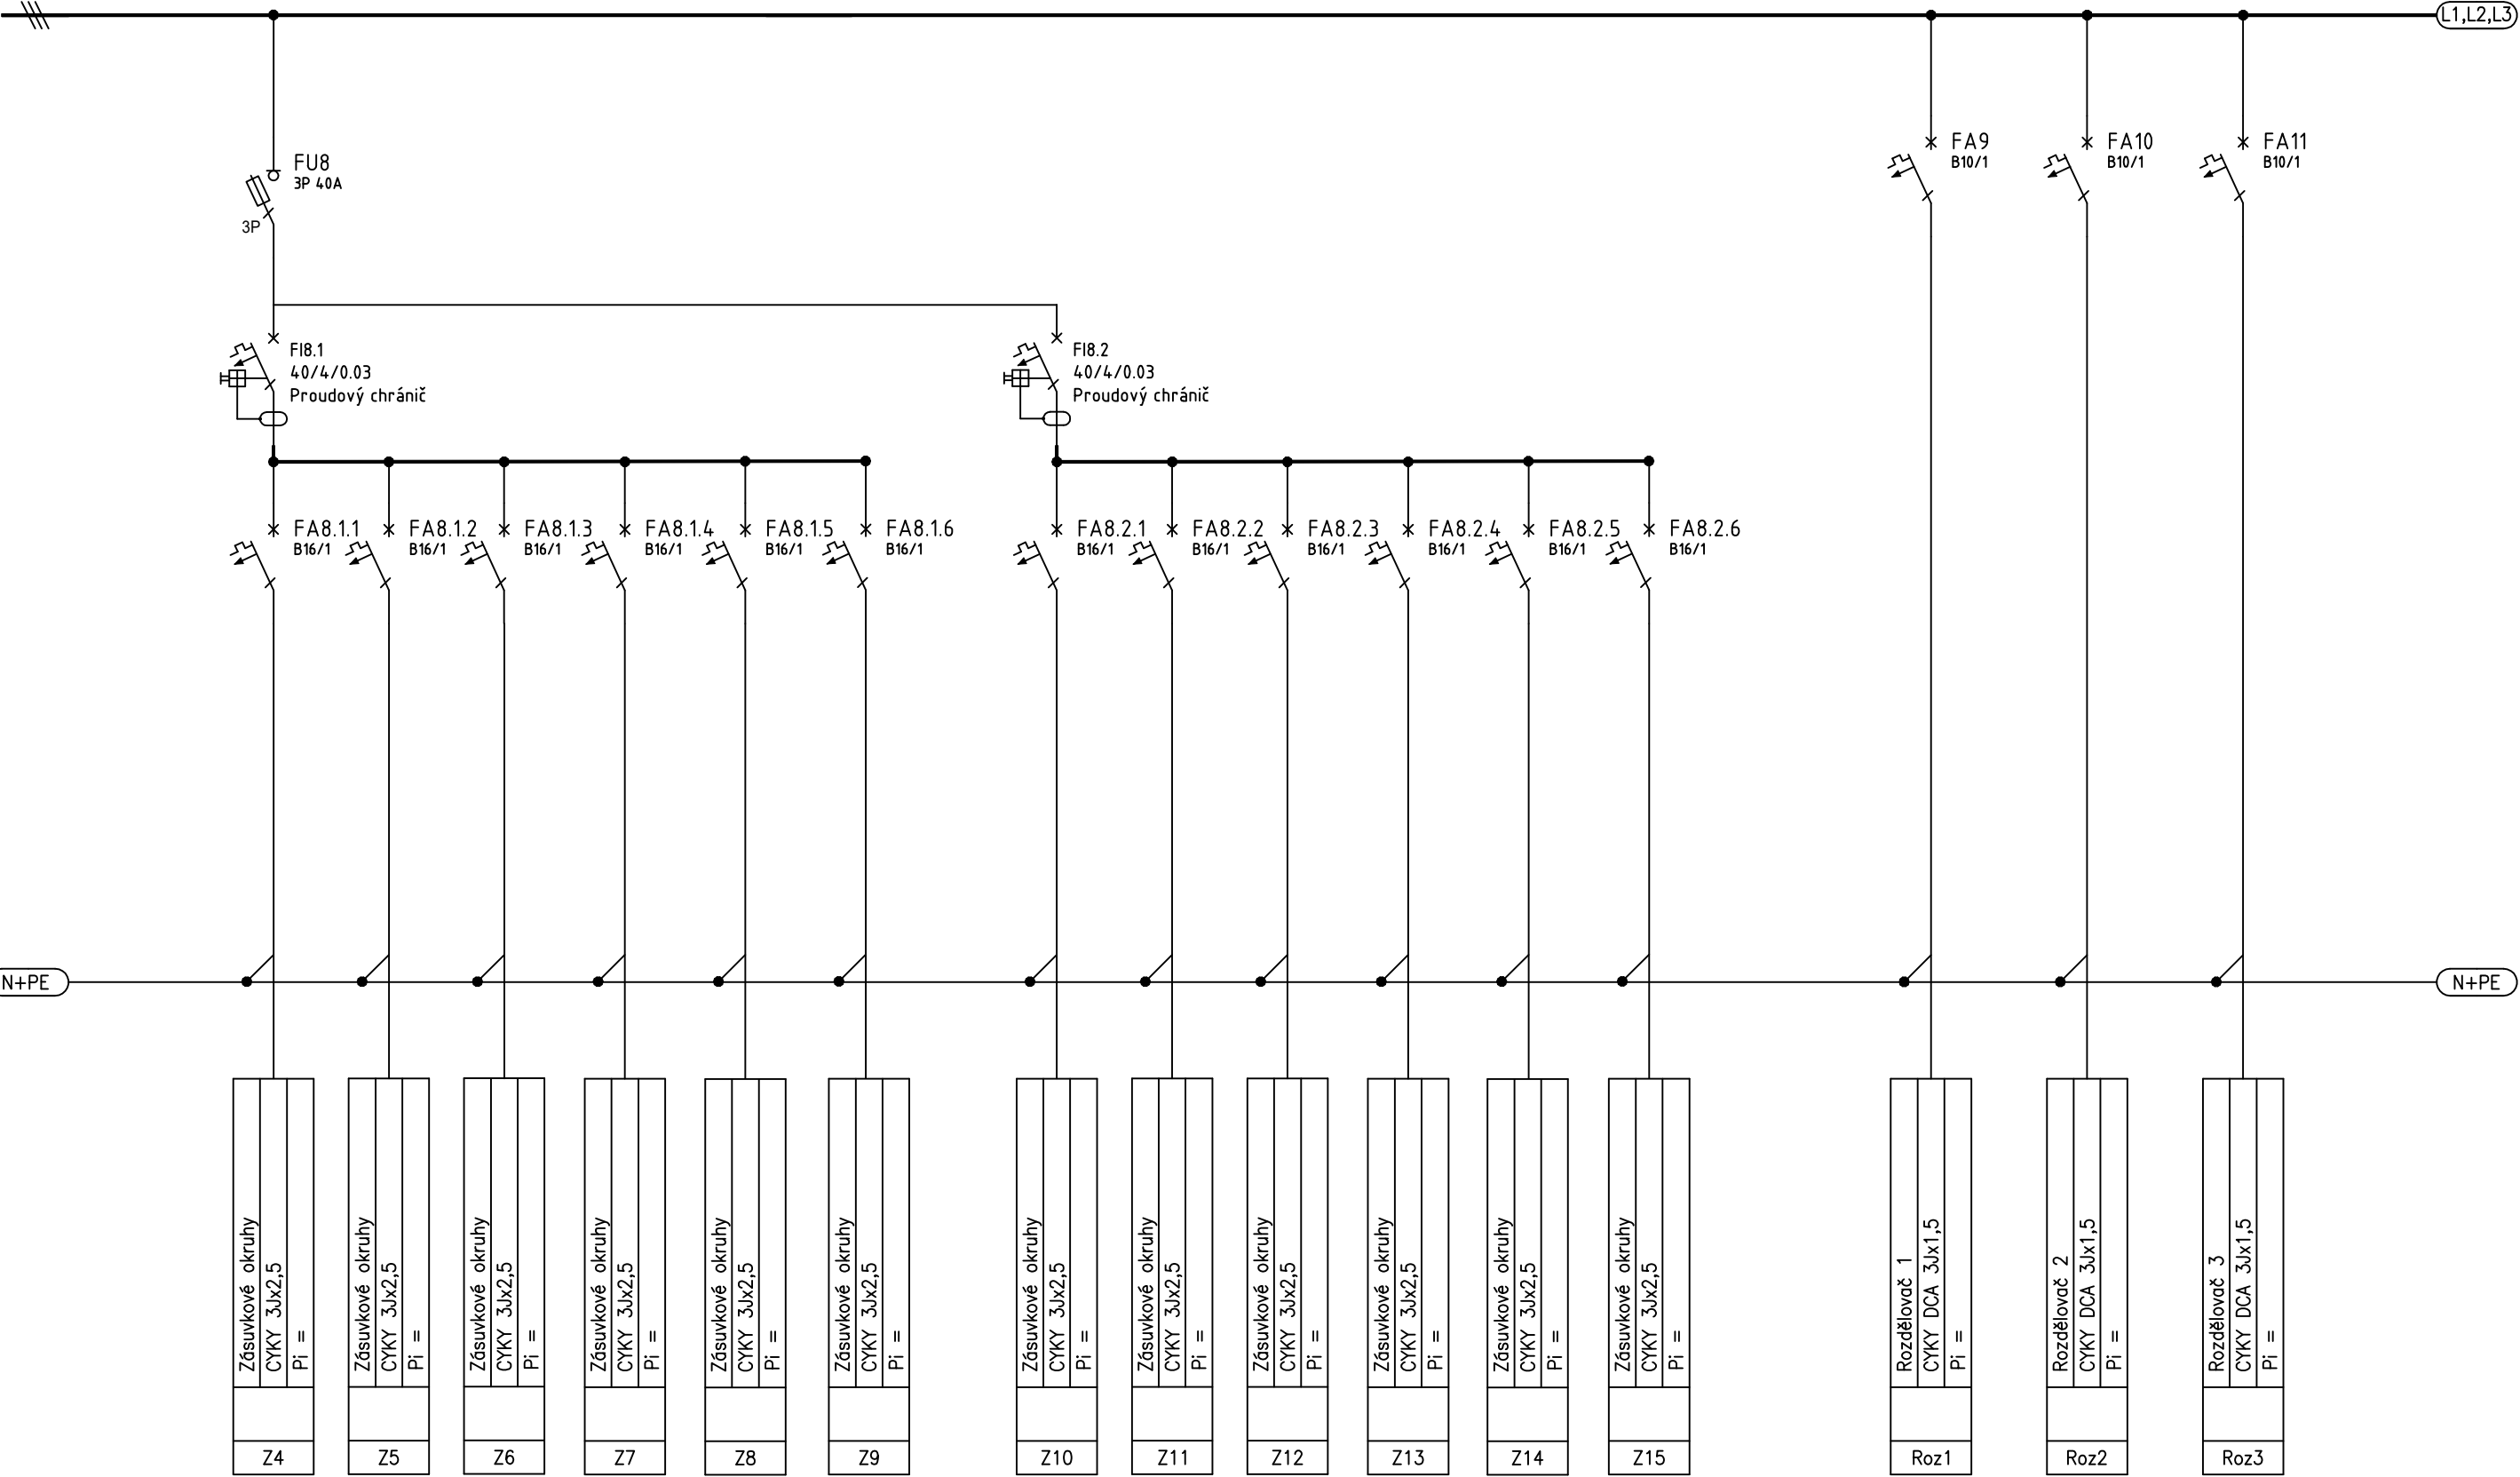 L1,L2,L3
FU8
3P 40A
3P
FA9
B10/1
FA10
B10/1
FA11
B10/1
FI8.1
40/4/0.03
Proudový chránič
FI8.2
40/4/0.03
Proudový chránič
FA8.1.1
B16/1
FA8.1.2
B16/1
FA8.1.3
B16/1
FA8.1.4
B16/1
FA8.1.5
B16/1
FA8.1.6
B16/1
FA8.2.1
B16/1
FA8.2.2
B16/1
FA8.2.3
B16/1
FA8.2.4
B16/1
FA8.2.5
B16/1
FA8.2.6
B16/1
N+PE
N+PE
Zásuvkové okruhy
CYKY 3Jx2,5
Pi =
Z4
Zásuvkové okruhy
CYKY 3Jx2,5
Pi =
Z5
Zásuvkové okruhy
CYKY 3Jx2,5
Pi =
Z6
Zásuvkové okruhy
CYKY 3Jx2,5
Pi =
Z7
Zásuvkové okruhy
CYKY 3Jx2,5
Pi =
Z8
Zásuvkové okruhy
CYKY 3Jx2,5
Pi =
Z9
Zásuvkové okruhy
CYKY 3Jx2,5
Pi =
Z10
Zásuvkové okruhy
CYKY 3Jx2,5
Pi =
Z11
Zásuvkové okruhy
CYKY 3Jx2,5
Pi =
Z12
Zásuvkové okruhy
CYKY 3Jx2,5
Pi =
Z13
Zásuvkové okruhy
CYKY 3Jx2,5
Pi =
Z14
Zásuvkové okruhy
CYKY 3Jx2,5
Pi =
Z15
Rozdělovač 1
CYKY DCA 3Jx1,5
Pi =
Roz1
Rozdělovač 2
CYKY DCA 3Jx1,5
Pi =
Roz2
Rozdělovač 3
CYKY DCA 3Jx1,5
Pi =
Roz3